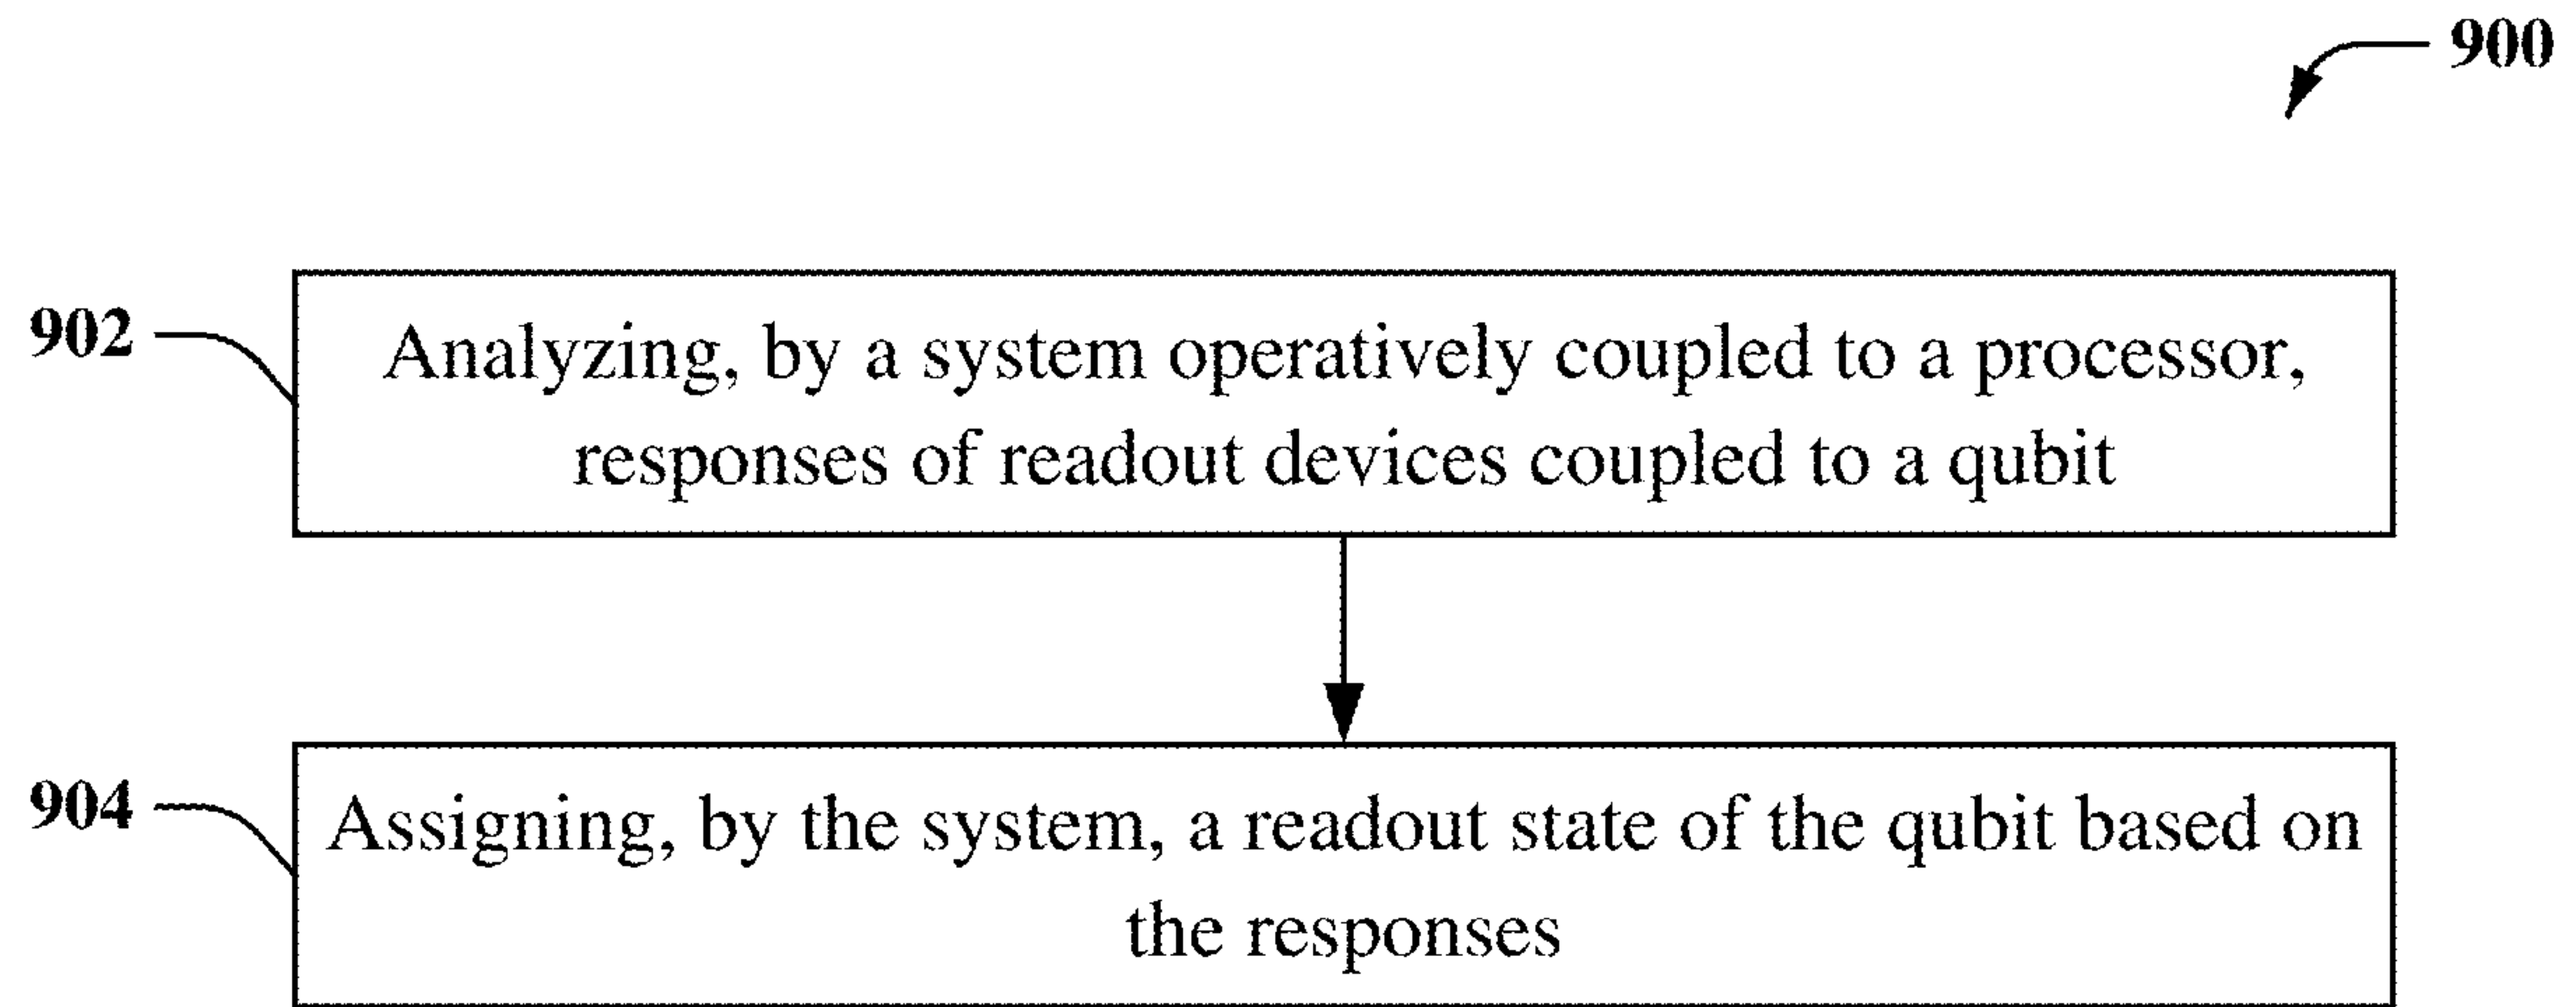 900
902
Analyzing, by a system operatively coupled to a processor,
responses of readout devices coupled to a qubit
904
Assigning, by the system, a readout state of the qubit based on
the responses